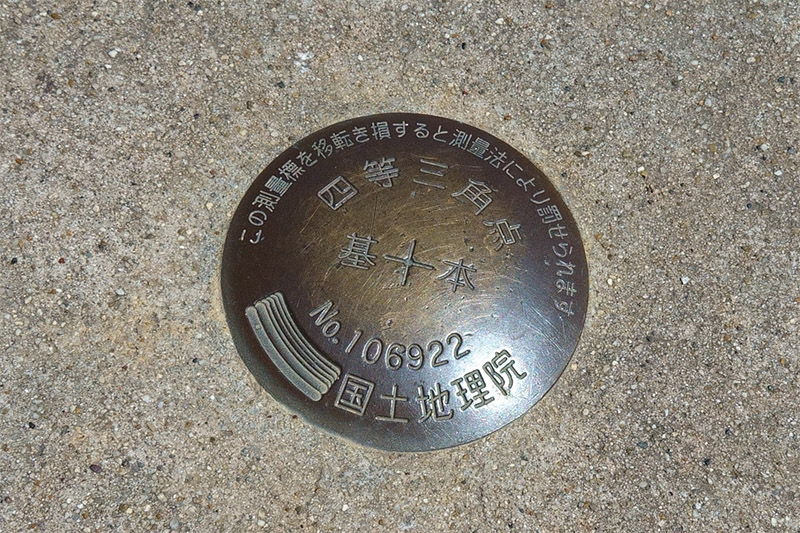 この測量標を移転き損すると測量法により罰せられます
四等三角点
基本
No.106922
国土地理院